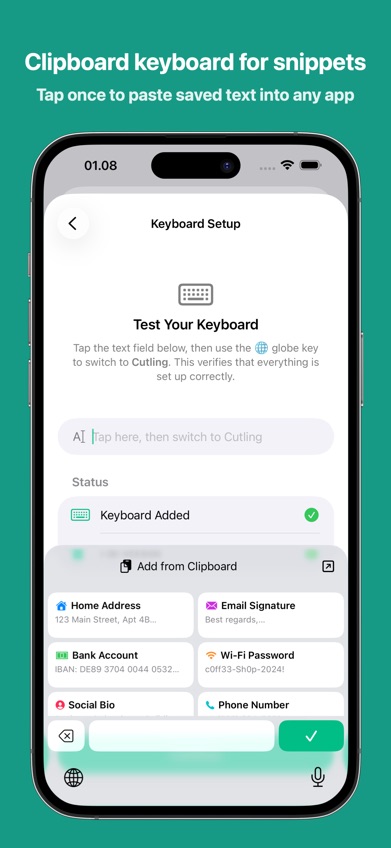 Clipboard keyboard for snippets
Tap once to paste saved text into any app
01.08
Keyboard Setup
Test Your Keyboard
Tap the text field below, then use the 🌐 globe key
to switch to Cutling. This verifies that everything is
set up correctly.
Tap here, then switch to Cutling
Status
Keyboard Added
Add from Clipboard
Home Address
123 Main Street, Apt 4B...
Email Signature
Best regards,...
Bank Account
IBAN: DE89 3704 0044 0532...
Wi-Fi Password
c0ff33-Sh0p-2024!
Social Bio
Phone Number